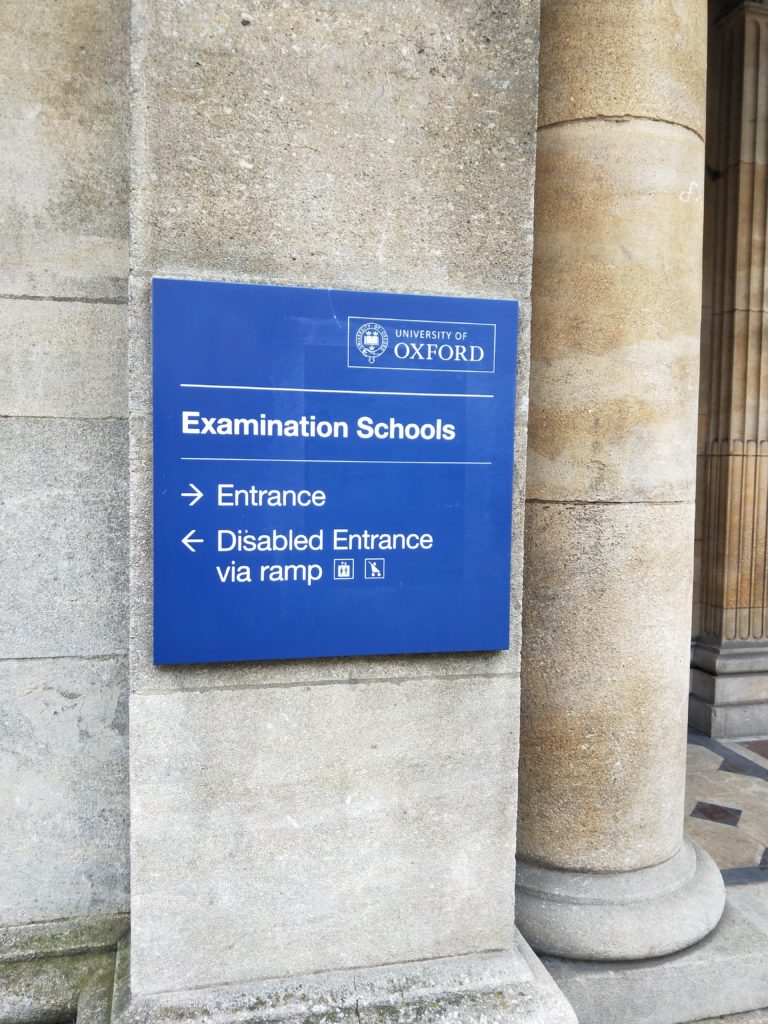 UNIVERSITY OF
OXFORD
Examination Schools
→ Entrance
← Disabled Entrance
via ramp